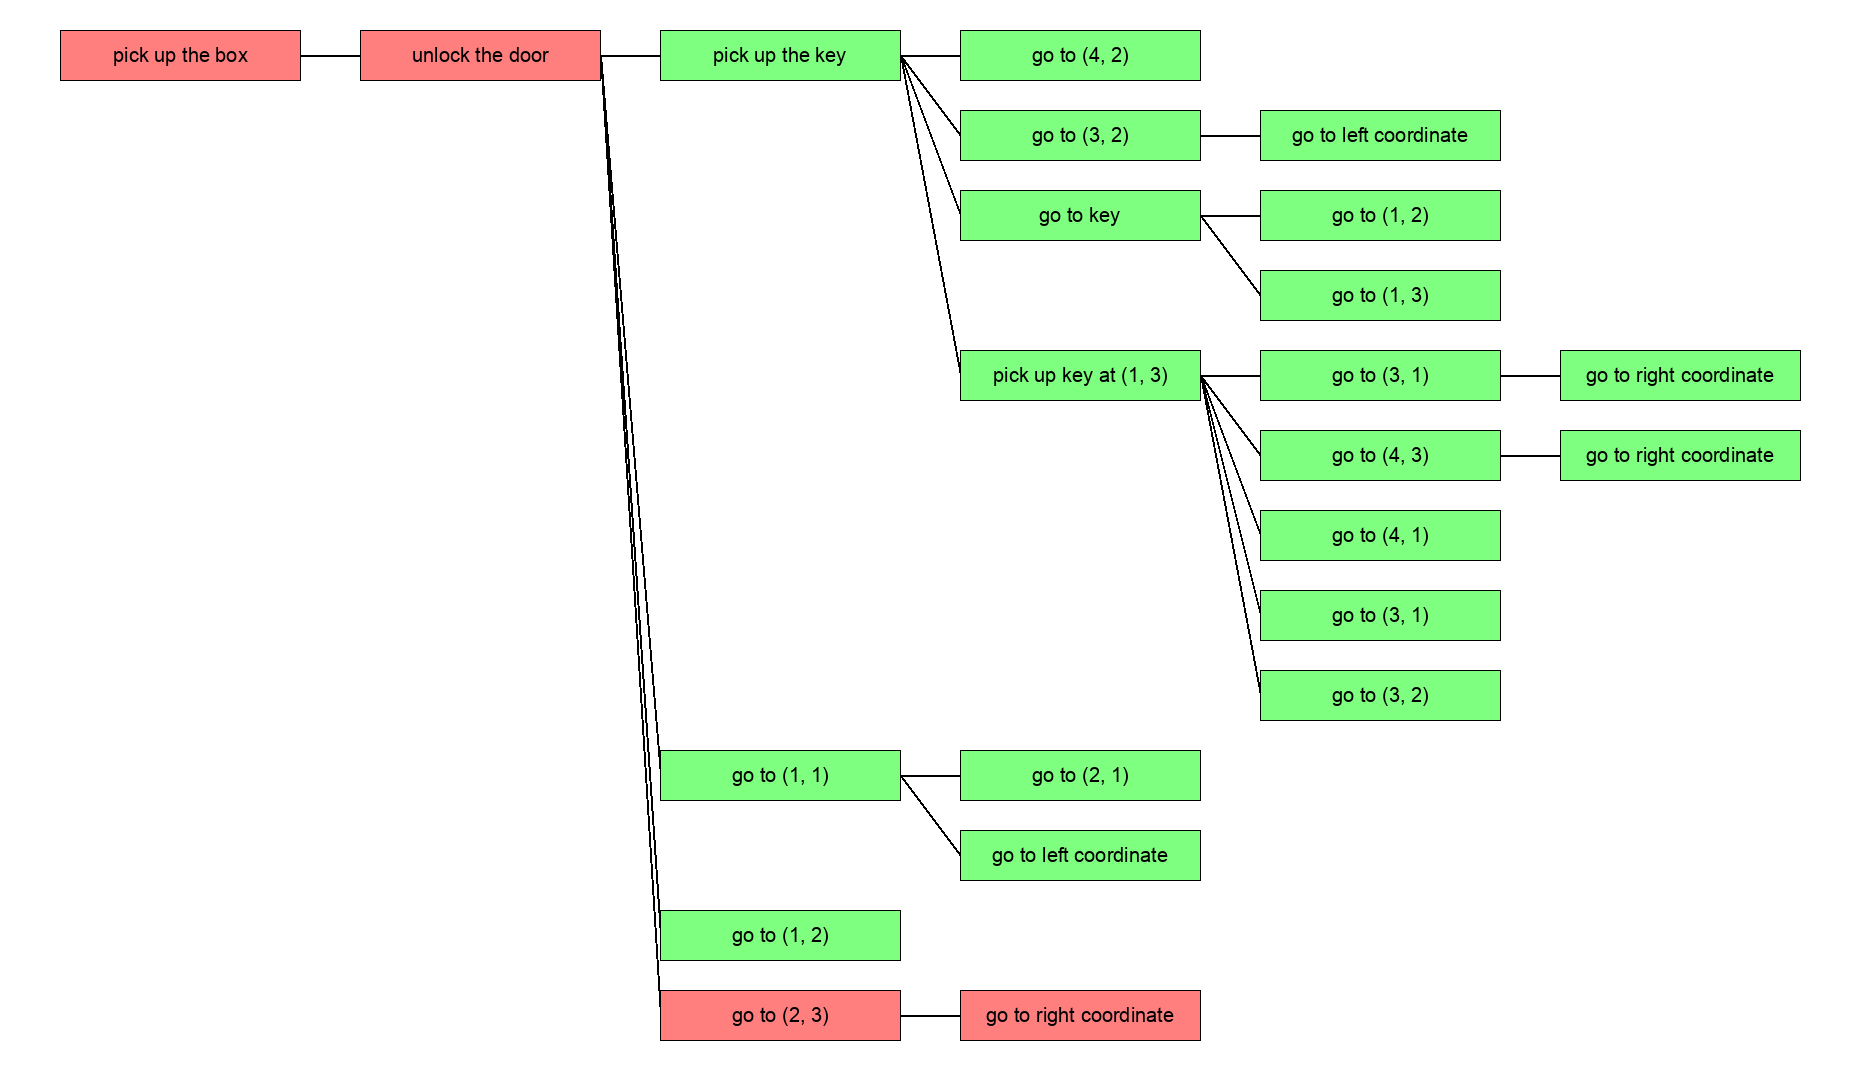 pick up the box
unlock the door
pick up the key
go to (4, 2)
go to (3, 2)
go to left coordinate
go to key
go to (1, 2)
go to (1, 3)
pick up key at (1, 3)
go to (3, 1)
go to right coordinate
go to (4, 3)
go to right coordinate
go to (4, 1)
go to (3, 1)
go to (3, 2)
go to (1, 1)
go to (2, 1)
go to left coordinate
go to (1, 2)
go to (2, 3)
go to right coordinate